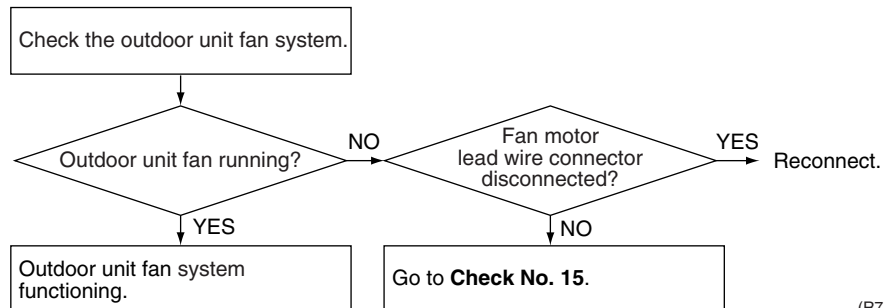 Check the outdoor unit fan system.
Outdoor unit fan running?
NO
Fan motor
lead wire connector
disconnected?
YES
Reconnect.
YES
Outdoor unit fan system
functioning.
NO
Go to Check No. 15.